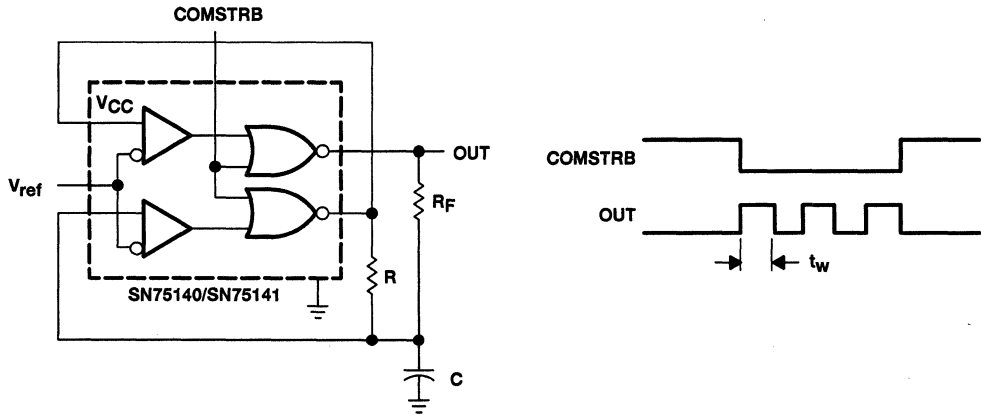 COMSTRB
VCC
OUT
Vref
RF
R
SN75140/SN75141
C
COMSTRB
OUT
tw